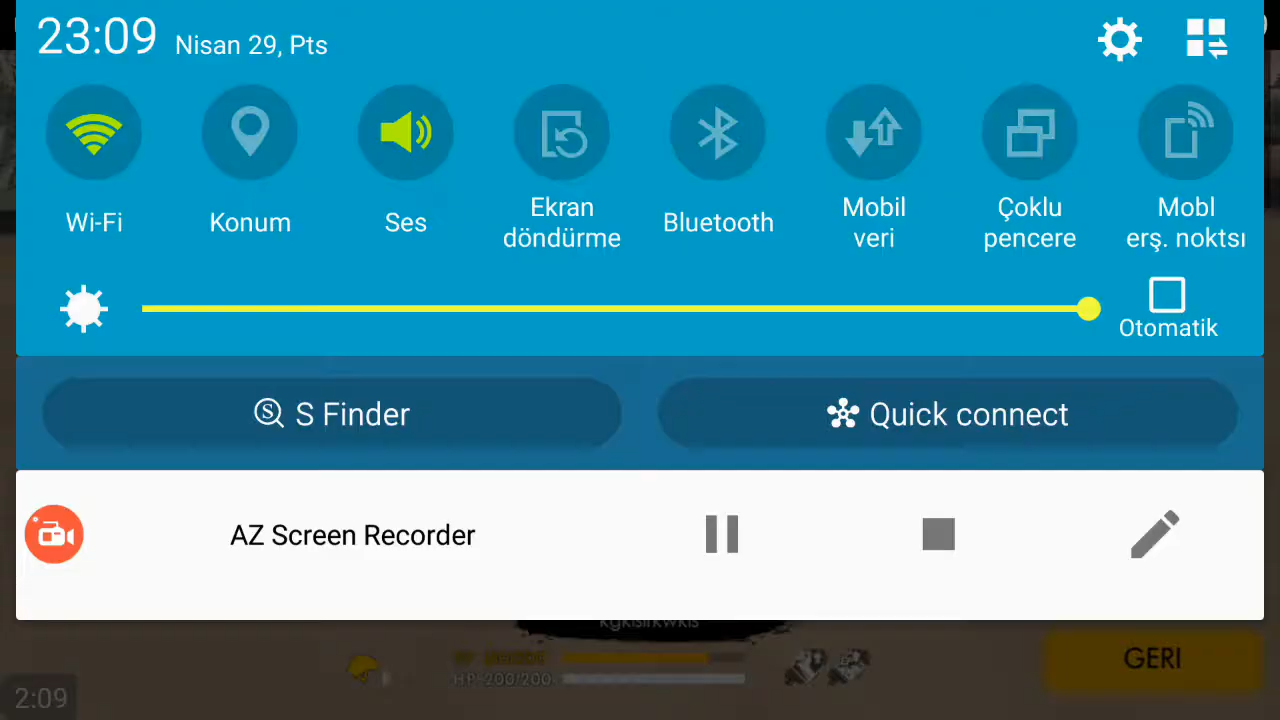 23:09 Nisan 29, Pts
Wi-Fi
Konum
Ses
Ekran
döndürme
Bluetooth
Mobil
veri
Çoklu
pencere
Mobl
erş. noktsı
Otomatik
S Finder
Quick connect
AZ Screen Recorder
HP 200/200
GERİ
2:09